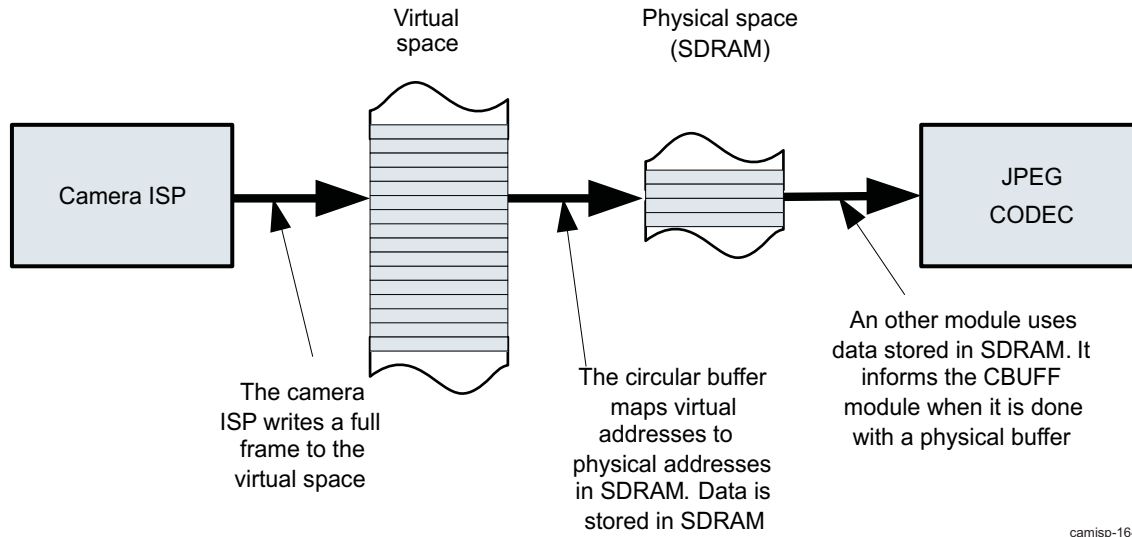 Virtual
space
Physical space
(SDRAM)
Camera ISP
JPEG
CODEC
The camera
ISP writes a full
frame to the
virtual space
The circular buffer
maps virtual
addresses to
physical addresses
in SDRAM. Data is
stored in SDRAM
An other module uses
data stored in SDRAM. It
informs the CBUFF
module when it is done
with a physical buffer